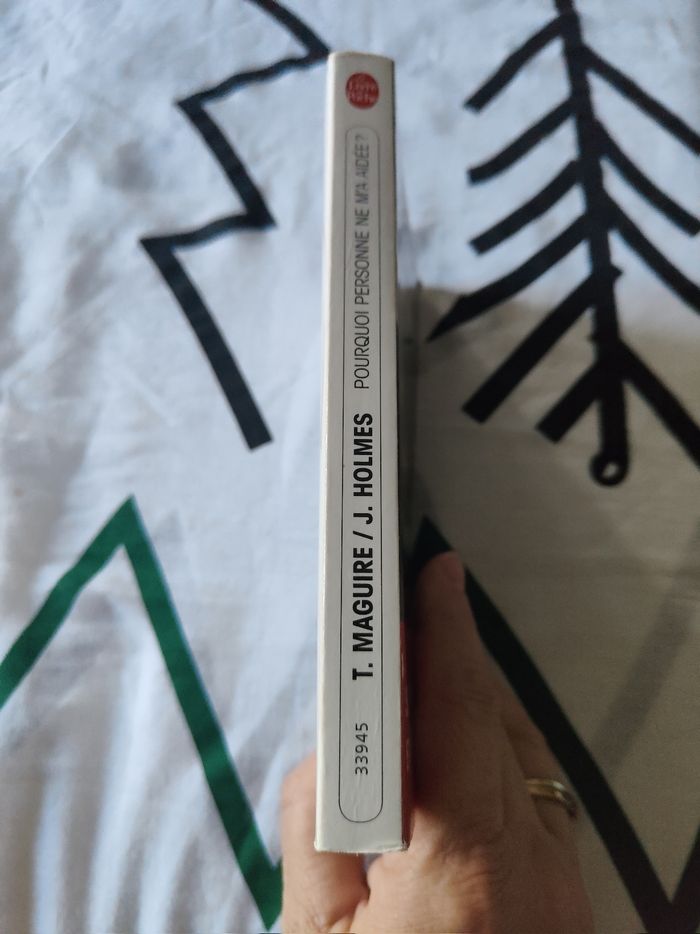 33945
T. MAGUIRE / J. HOLMES
POURQUOI PERSONNE NE M'A AIDÉE ?